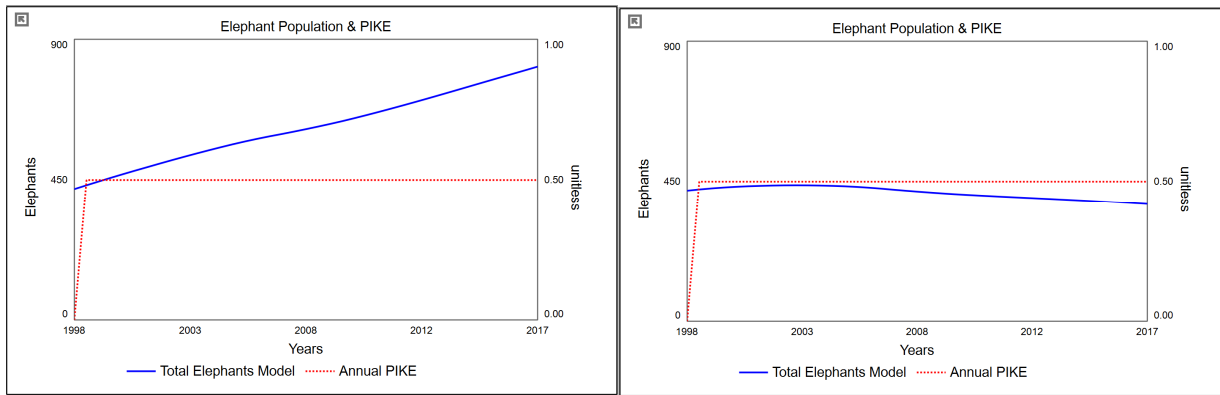 Elephant Population & PIKE
900
1.00
Elephants
450
0.50
unitless
0
0.00
1998
2003
2008
2012
2017
Years
Total Elephants Model
Annual PIKE
Elephant Population & PIKE
900
1.00
Elephants
450
0.50
unitless
0
0.00
1998
2003
2008
2012
2017
Years
Total Elephants Model
Annual PIKE